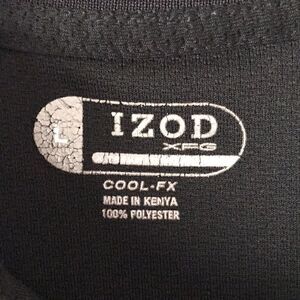 L
IZOD
XFG
COOL-FX
MADE IN KENYA
100% POLYESTER